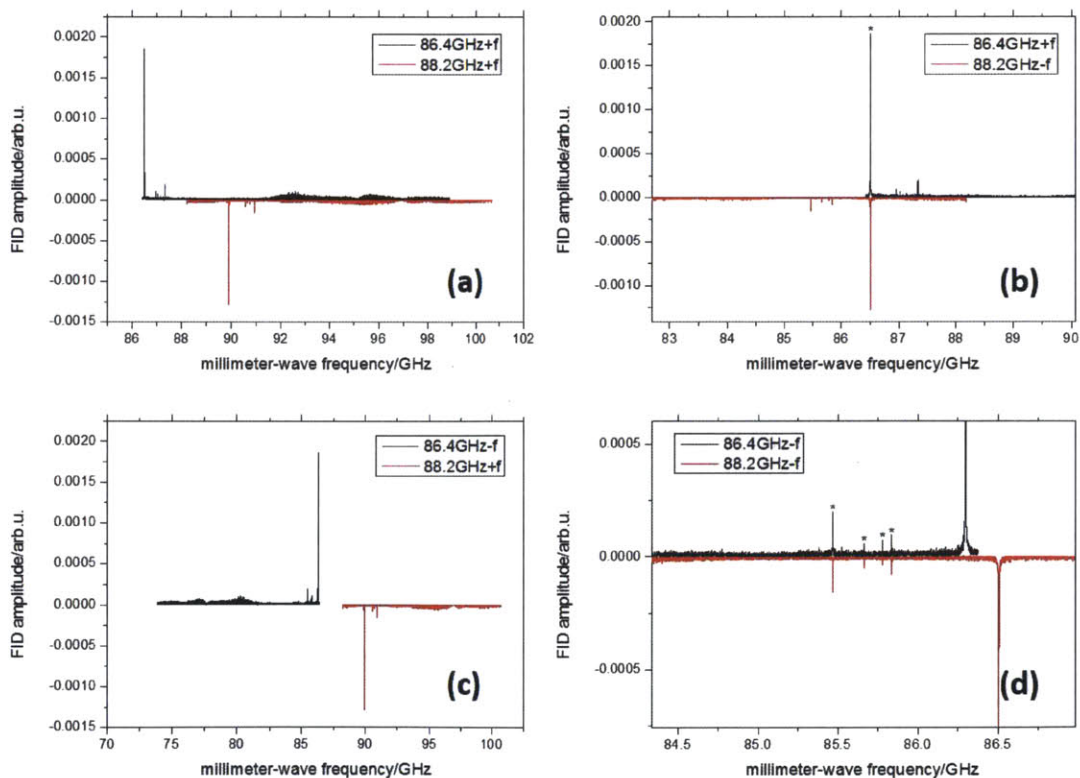 FID amplitude/arb.u.
0.0020
0.0015
0.0010
0.0005
0.0000
-0.0005
-0.0010
-0.0015
86.4GHz+f
88.2GHz+f
(a)
86 88 90 92 94 96 98 100 102
millimeter-wave frequency/GHz
FID amplitude/arb.u.
0.0020
0.0015
0.0010
0.0005
0.0000
-0.0005
-0.0010
*
86.4GHz+f
88.2GHz-f
(b)
83 84 85 86 87 88 89 90
millimeter-wave frequency/GHz
FID amplitude/arb.u.
0.0020
0.0015
0.0010
0.0005
0.0000
-0.0005
-0.0010
-0.0015
86.4GHz-f
88.2GHz+f
(c)
70 75 80 85 90 95 100
millimeter-wave frequency/GHz
FID amplitude/arb.u.
0.0005
0.0000
-0.0005
86.4GHz-f
88.2GHz-f
* * * *
(d)
84.5 85.0 85.5 86.0 86.5
millimeter-wave frequency/GHz